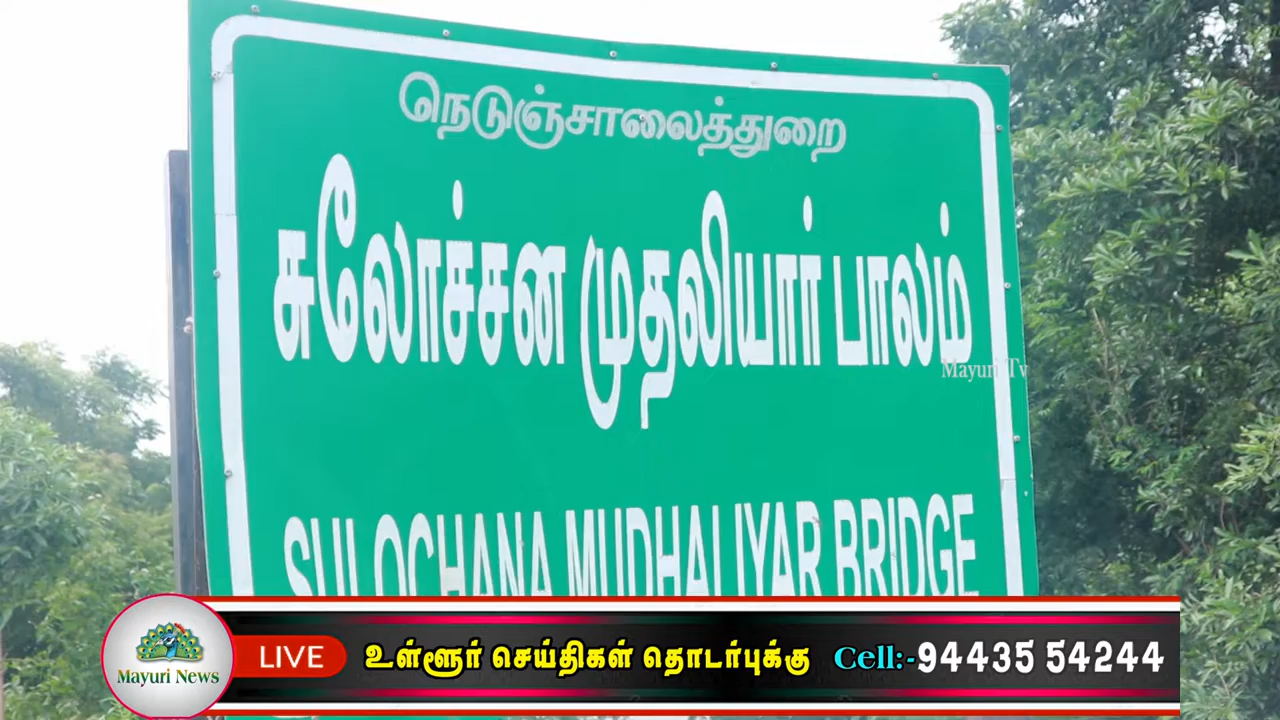 நெடுஞ்சாலைத்துறை
சுலோச்சன முதலியார் பாலம்
Mayuri Tv
SULOCHANA MUDHALIYAR BRIDGE
Mayuri News
LIVE
உள்ளூர் செய்திகள் தொடர்புக்கு Cell:-94435 54244